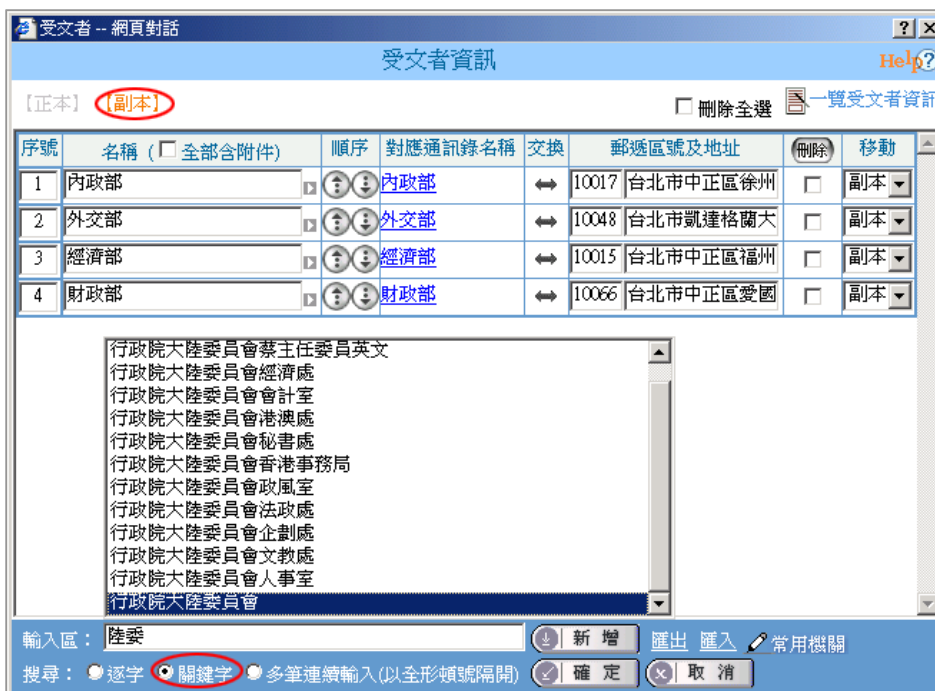 受文者 -- 網頁對話
受文者資訊 Help?
【正本】 【副本】 刪除全選 一覽受文者資訊
序號 名稱 ( 全部含附件) 順序 對應通訊錄名稱 交換 郵遞區號及地址 刪除 移動
1 內政部 內政部 10017 台北市中正區徐州 副本
2 外交部 外交部 10048 台北市凱達格蘭大 副本
3 經濟部 經濟部 10015 台北市中正區福州 副本
4 財政部 財政部 10066 台北市中正區愛國 副本
行政院大陸委員會蔡主任委員英文
行政院大陸委員會經濟處
行政院大陸委員會會計室
行政院大陸委員會港澳處
行政院大陸委員會秘書處
行政院大陸委員會香港事務局
行政院大陸委員會政風室
行政院大陸委員會法政處
行政院大陸委員會企劃處
行政院大陸委員會文教處
行政院大陸委員會人事室
行政院大陸委員會
輸入區： 陸委 新增 匯出 匯入 常用機關
搜尋： 逐字 關鍵字 多筆連續輸入(以全形頓號隔開) 確定 取消